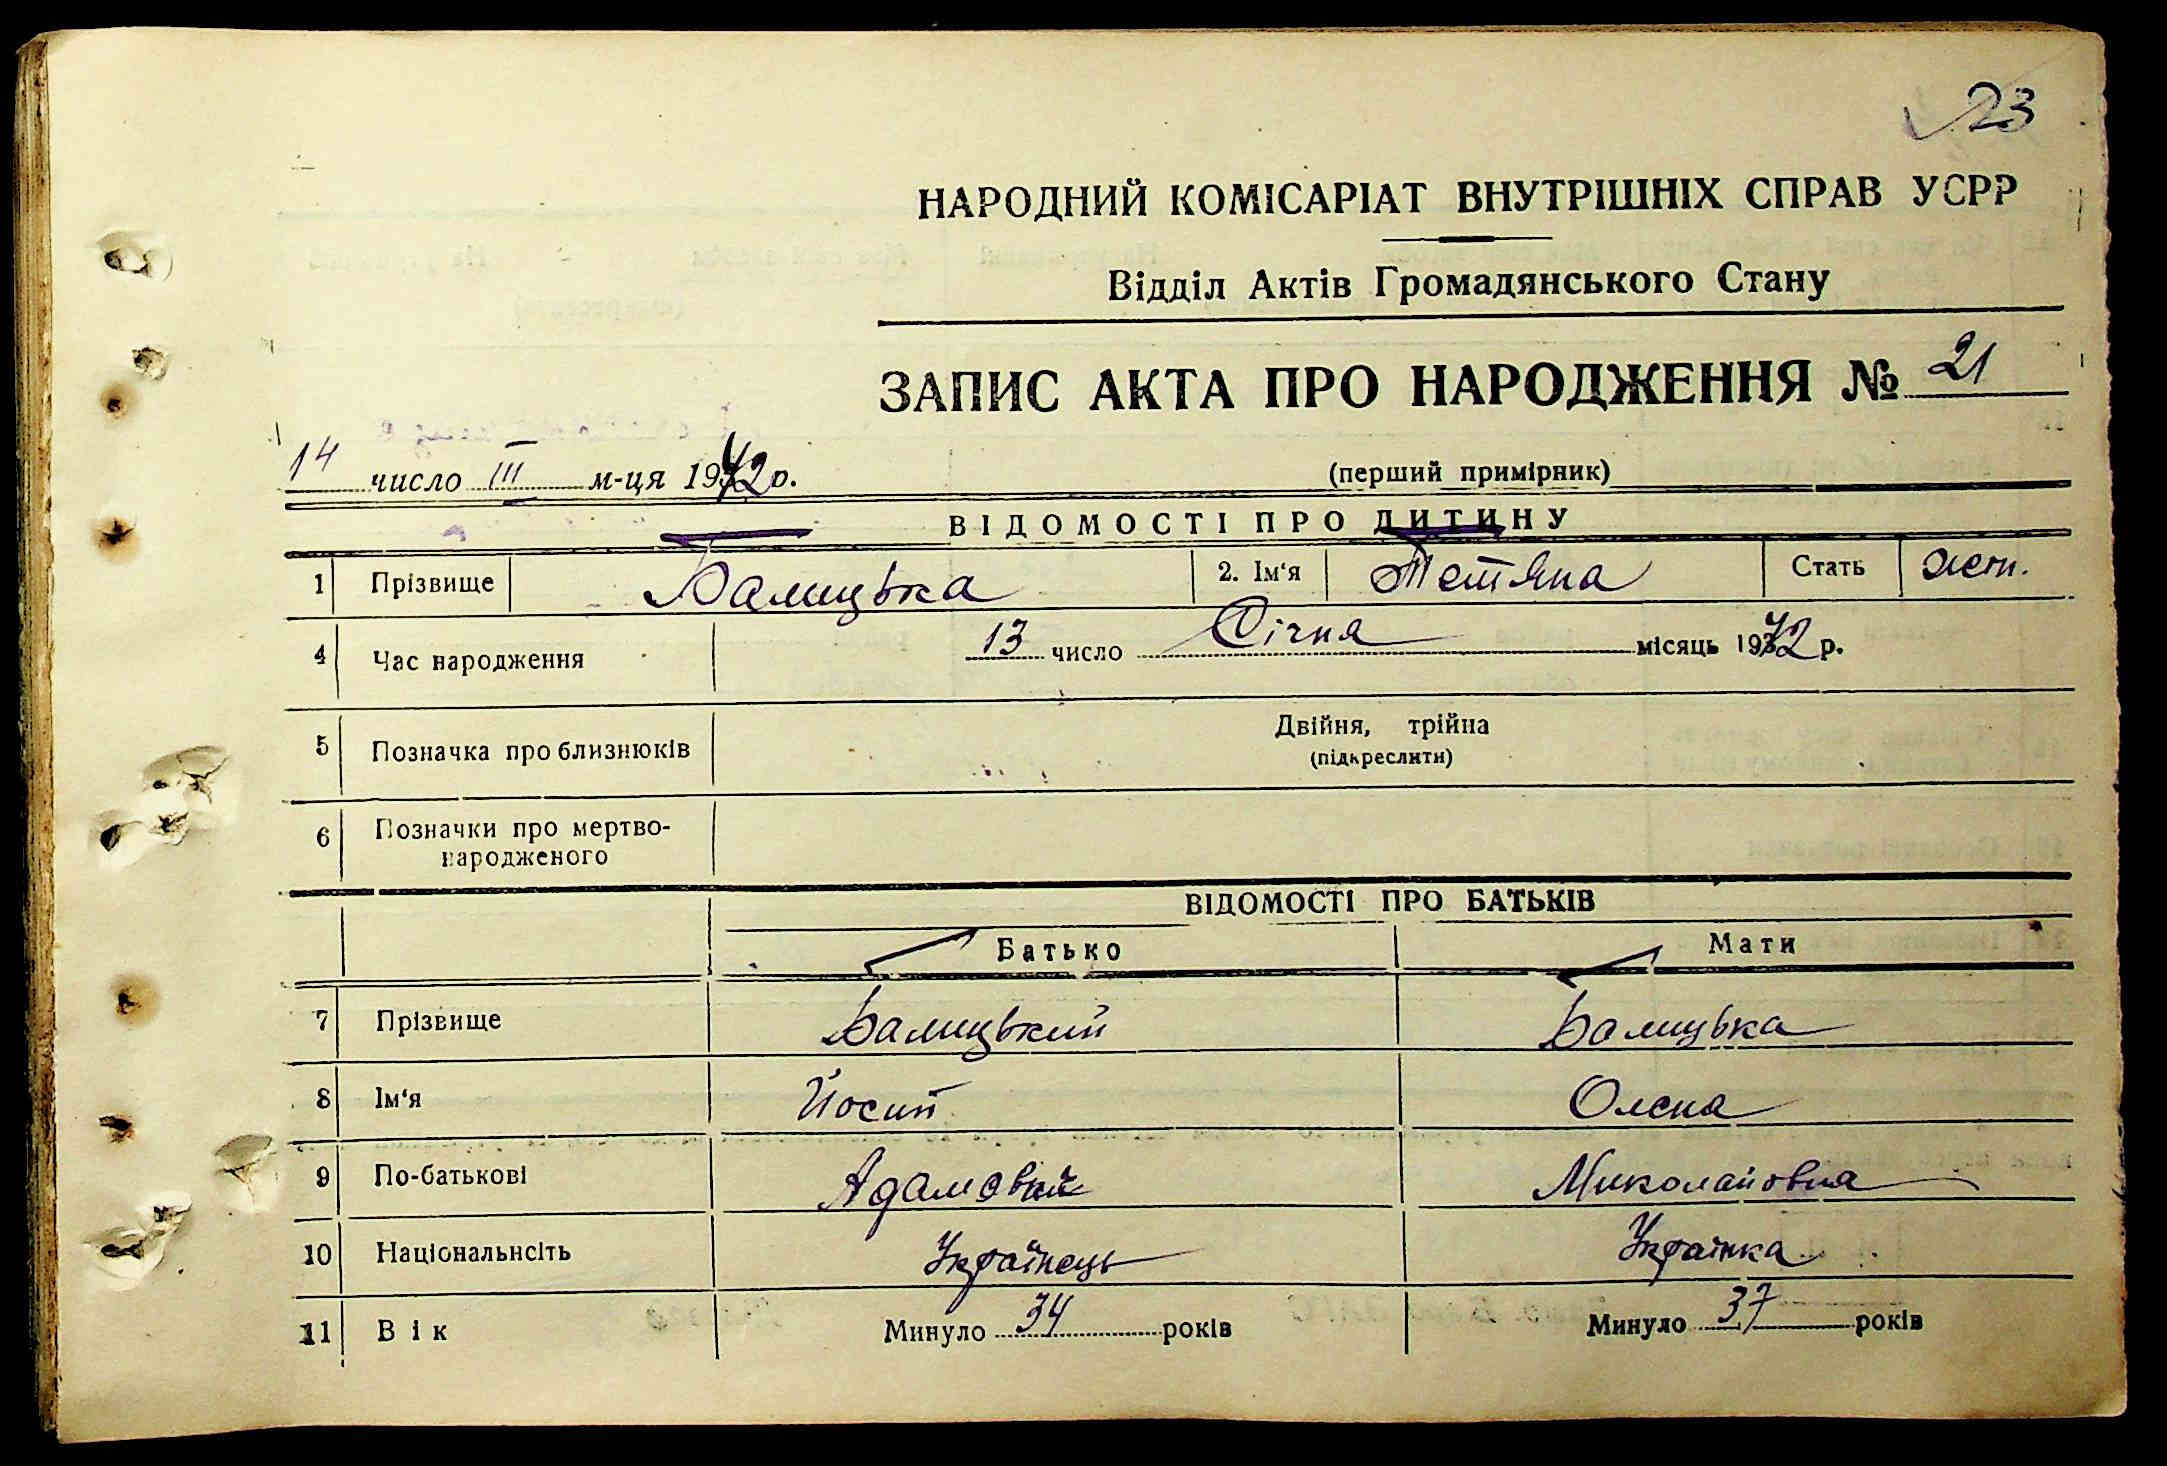 23
НАРОДНИЙ КОМІСАРІАТ ВНУТРІШНІХ СПРАВ УСРР
Відділ Актів Громадянського Стану
ЗАПИС АКТА ПРО НАРОДЖЕННЯ № 21
14 число III м-ця 1942 р.
(перший примірник)
ВІДОМОСТІ ПРО ДИТИНУ
1 Прізвище Балицька 2. Ім‘я Тетяна Стать жен.
4 Час народження 13 число Січня місяць 1942 р.
5 Позначка про близнюків Двійня, трійна
(підкреслити)
6 Позначки про мертво-
народженого
ВІДОМОСТІ ПРО БАТЬКІВ
Батько Мати
7 Прізвище Балицький Балицька
8 Ім‘я Йосип Олена
9 По-батькові Адамовий Миколайовна
10 Національнсіть Українець Українка
11 Вік Минуло 34 років Минуло 37 років